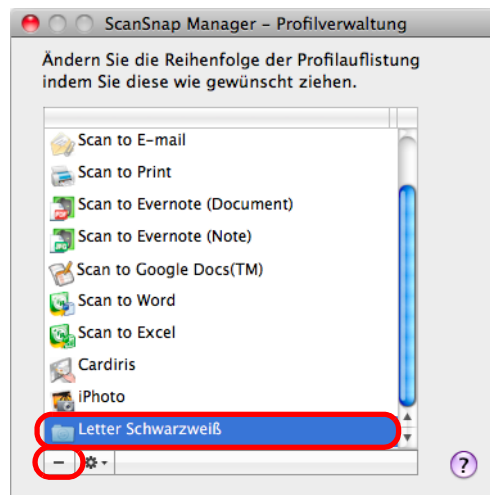 ScanSnap Manager – Profilverwaltung
Ändern Sie die Reihenfolge der Profilauflistung
indem Sie diese wie gewünscht ziehen.
Scan to E-mail
Scan to Print
Scan to Evernote (Document)
Scan to Evernote (Note)
Scan to Google Docs(TM)
Scan to Word
Scan to Excel
Cardiris
iPhoto
Letter Schwarzweiß
?